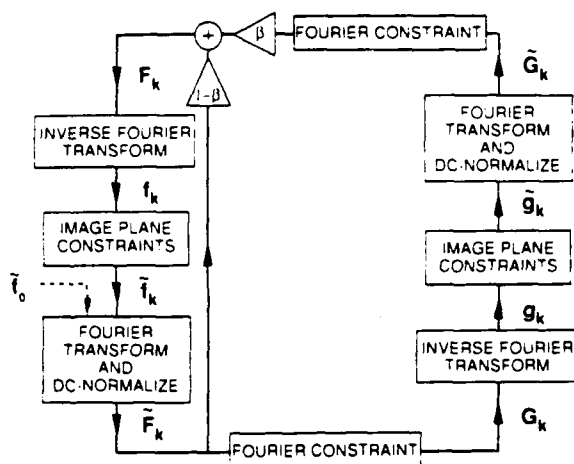 β
FOURIER CONSTRAINT
F_k
1-β
G̃_k
INVERSE FOURIER
TRANSFORM
FOURIER
TRANSFORM
AND
DC-NORMALIZE
f_k
g̃_k
IMAGE PLANE
CONSTRAINTS
IMAGE PLANE
CONSTRAINTS
f̃_o
f̃_k
g_k
FOURIER
TRANSFORM
AND
DC-NORMALIZE
INVERSE FOURIER
TRANSFORM
F̃_k
G_k
FOURIER CONSTRAINT